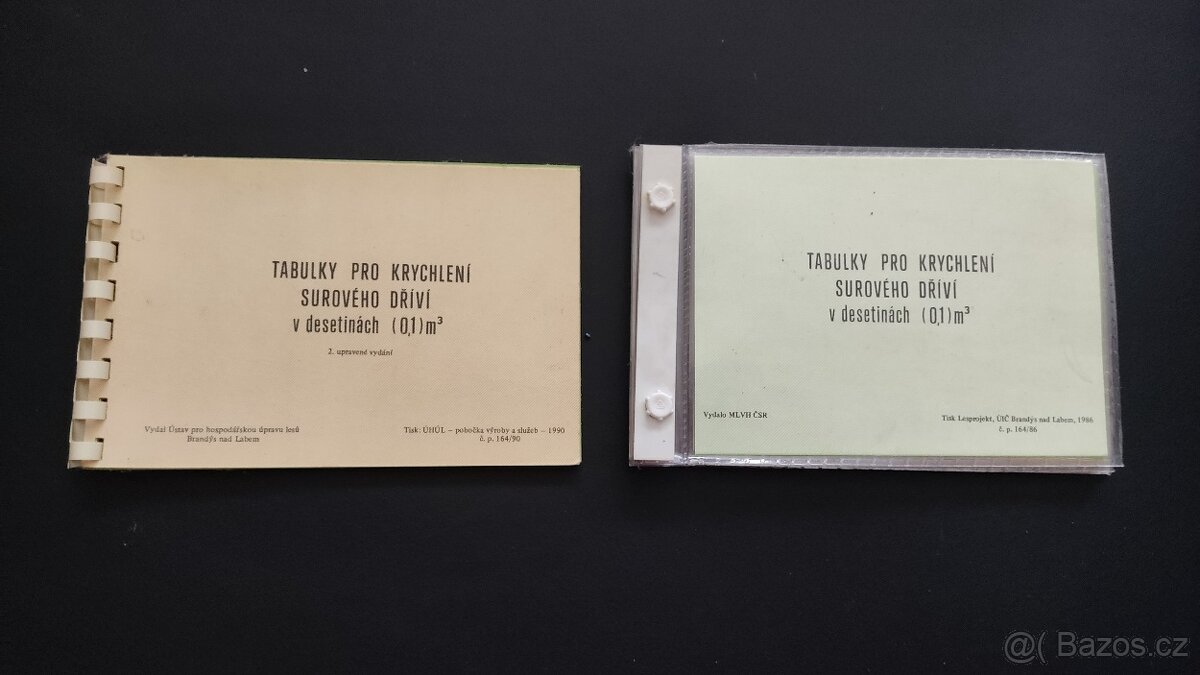 TABULKY PRO KRYCHLENÍ
SUROVÉHO DŘÍVÍ
v desetinách (0,1) m³
2. upravené vydání
Vydal Ústav pro hospodářskou úpravu lesů
Brandýs nad Labem
Tisk: ÚHÚL – pobočka výroby a služeb – 1990
č. p. 164/90
TABULKY PRO KRYCHLENÍ
SUROVÉHO DŘÍVÍ
v desetinách (0,1) m³
Vydalo MLVH ČSR
Tisk Lesprojekt, ÚIČ Brandýs nad Labem, 1986
č. p. 164/86
@( Bazos.cz